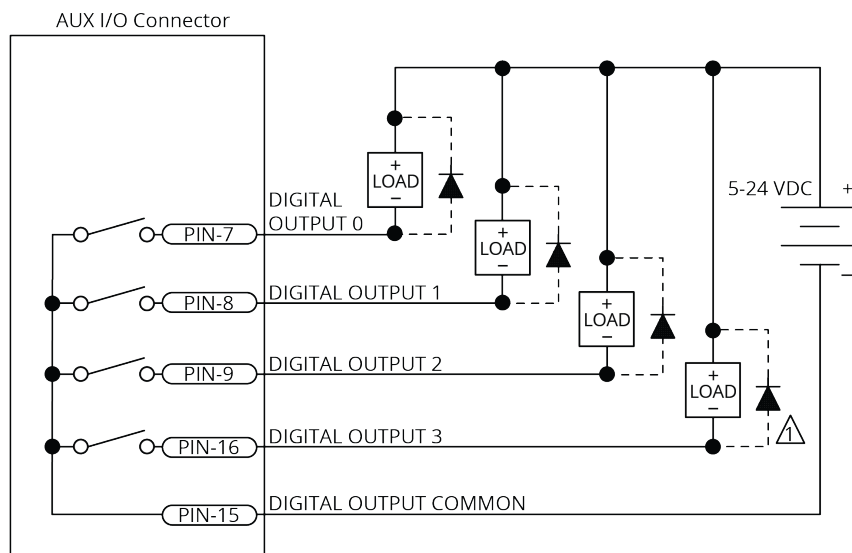 AUX I/O Connector
+
LOAD
−
5-24 VDC
+
−
DIGITAL
OUTPUT 0
PIN-7
+
LOAD
−
DIGITAL OUTPUT 1
PIN-8
+
LOAD
−
DIGITAL OUTPUT 2
PIN-9
+
LOAD
−
1
DIGITAL OUTPUT 3
PIN-16
DIGITAL OUTPUT COMMON
PIN-15